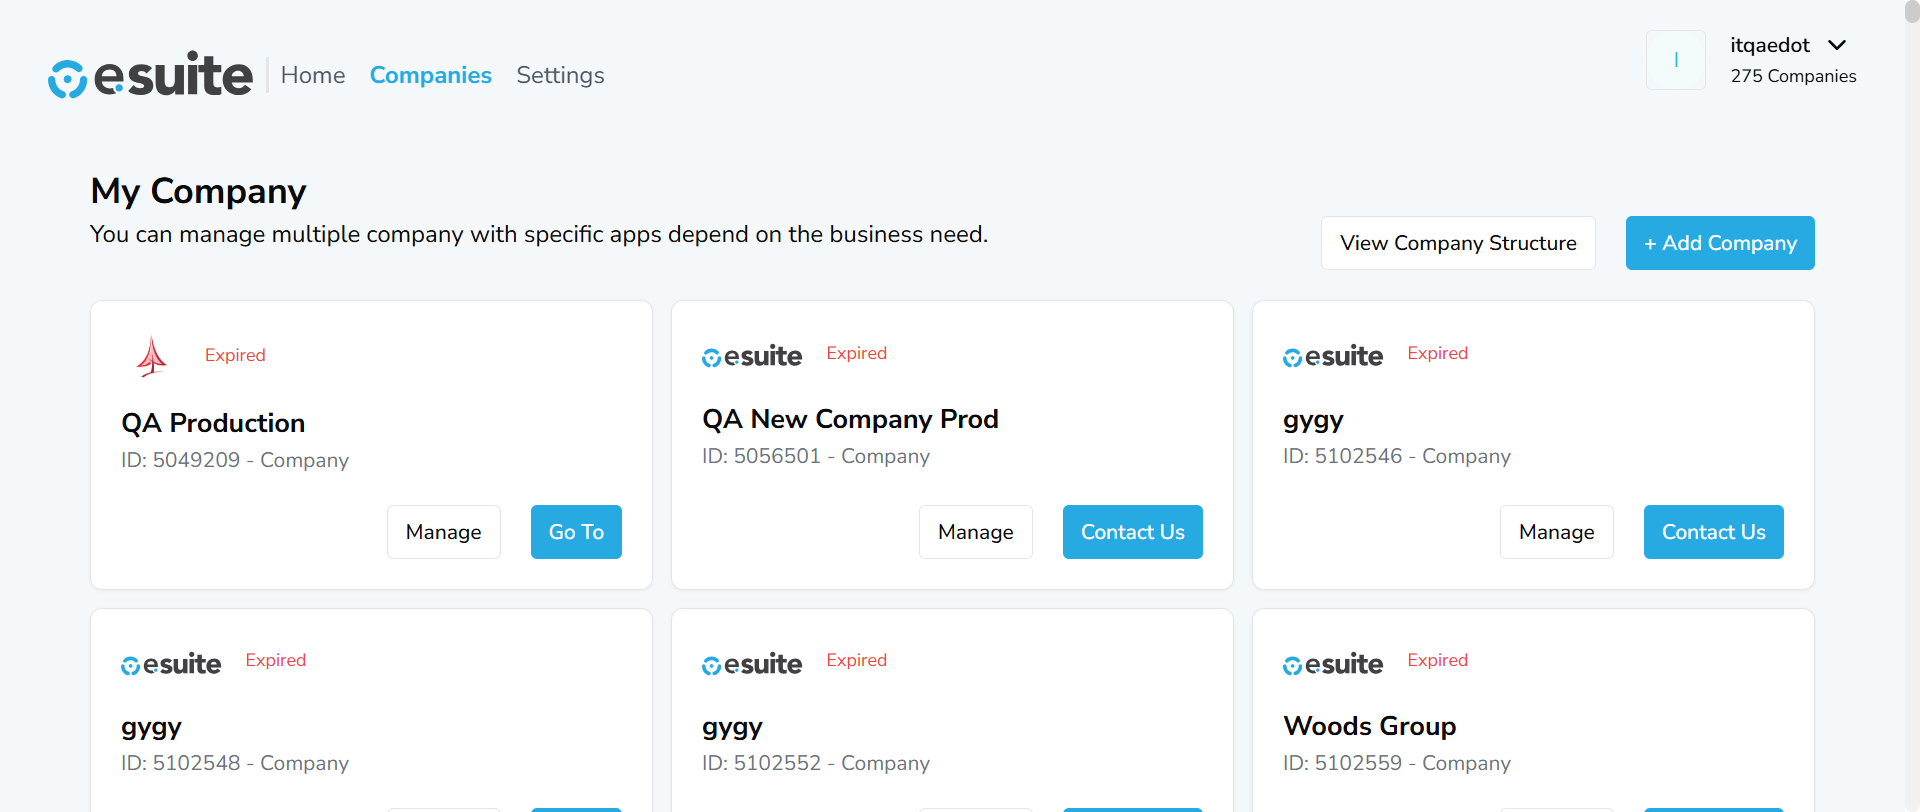 esuite
Home
Companies
Settings
I
itqaedot
275 Companies
My Company
You can manage multiple company with specific apps depend on the business need.
View Company Structure
+ Add Company
Expired
QA Production
ID: 5049209 - Company
Manage
Go To
esuite
Expired
QA New Company Prod
ID: 5056501 - Company
Manage
Contact Us
esuite
Expired
gygy
ID: 5102546 - Company
Manage
Contact Us
esuite
Expired
gygy
ID: 5102548 - Company
esuite
Expired
gygy
ID: 5102552 - Company
esuite
Expired
Woods Group
ID: 5102559 - Company